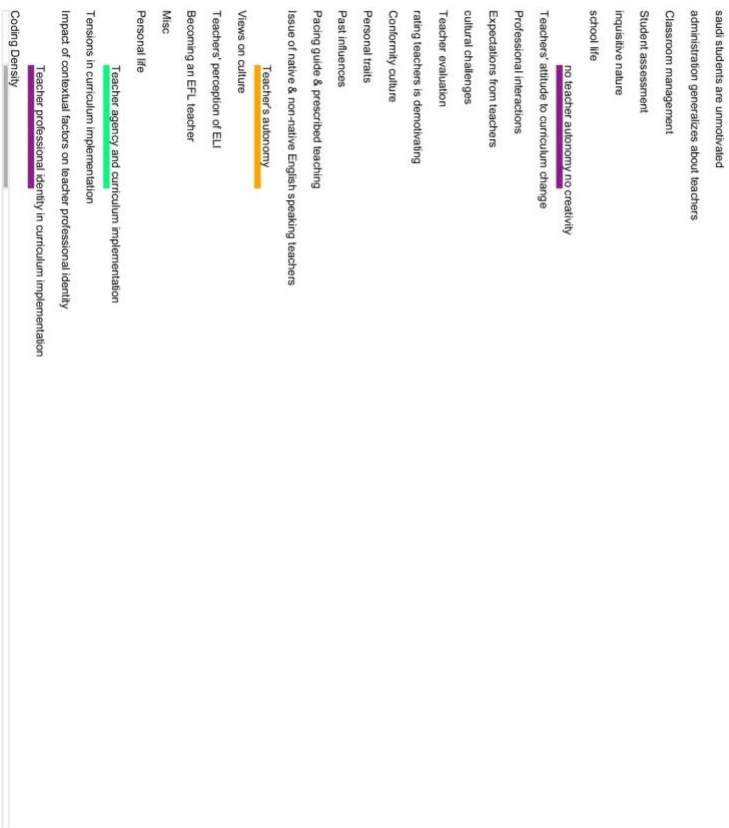 saudi students are unmotivated
administration generalizes about teachers
Classroom management
Student assessment
inquisitive nature
school life
no teacher autonomy no creativity
Teachers' attitude to curriculum change
Professional interactions
Expectations from teachers
cultural challenges
Teacher evaluation
rating teachers is demotivating
Conformity culture
Personal traits
Past influences
Pacing guide & prescribed teaching
Issue of native & non-native English speaking teachers
Teacher's autonomy
Views on culture
Teachers' perception of ELI
Becoming an EFL teacher
Misc
Personal life
Teacher agency and curriculum implementation
Tensions in curriculum implementation
Impact of contextual factors on teacher professional identity
Teacher professional identity in curriculum implementation
Coding Density